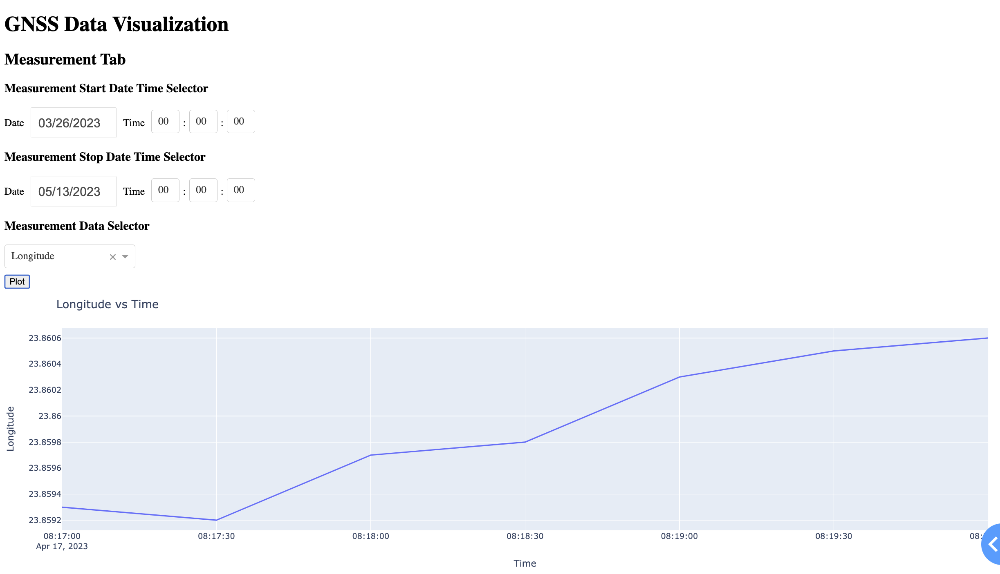 GNSS Data Visualization
Measurement Tab
Measurement Start Date Time Selector
Date 03/26/2023 Time 00 : 00 : 00
Measurement Stop Date Time Selector
Date 05/13/2023 Time 00 : 00 : 00
Measurement Data Selector
Longitude
Plot
Longitude vs Time
23.8606
23.8604
23.8602
23.86
23.8598
23.8596
23.8594
23.8592
Longitude
08:17:00 08:17:30 08:18:00 08:18:30 08:19:00 08:19:30 08:
Apr 17, 2023
Time